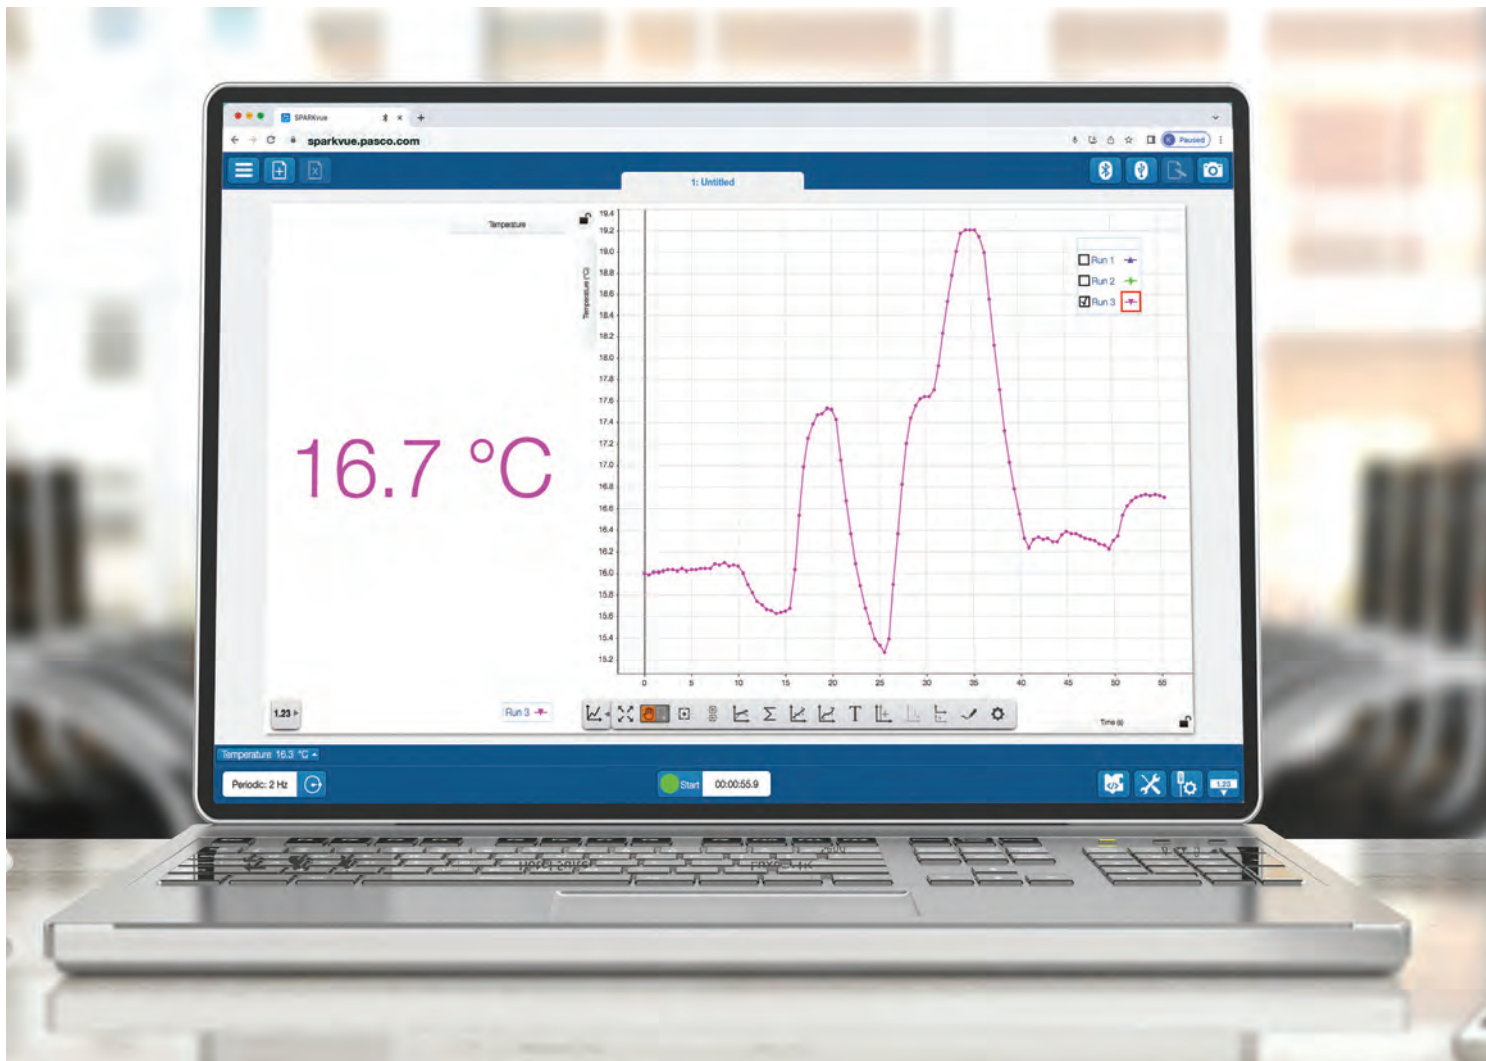 SPARKvue
sparkvue.pasco.com
Paused
1: Untitled
Temperature
16.7 °C
1.23
Run 3
Temperature (°C)
19.4
19.2
19.0
18.8
18.6
18.4
18.2
18.0
17.8
17.6
17.4
17.2
17.0
16.8
16.6
16.4
16.2
16.0
15.8
15.6
15.4
15.2
Run 1
Run 2
Run 3
0 5 10 15 20 25 30 35 40 45 50 55
Time (s)
Temperature 16.3 °C
Periodic: 2 Hz
Start 00:00:55.9
1.23